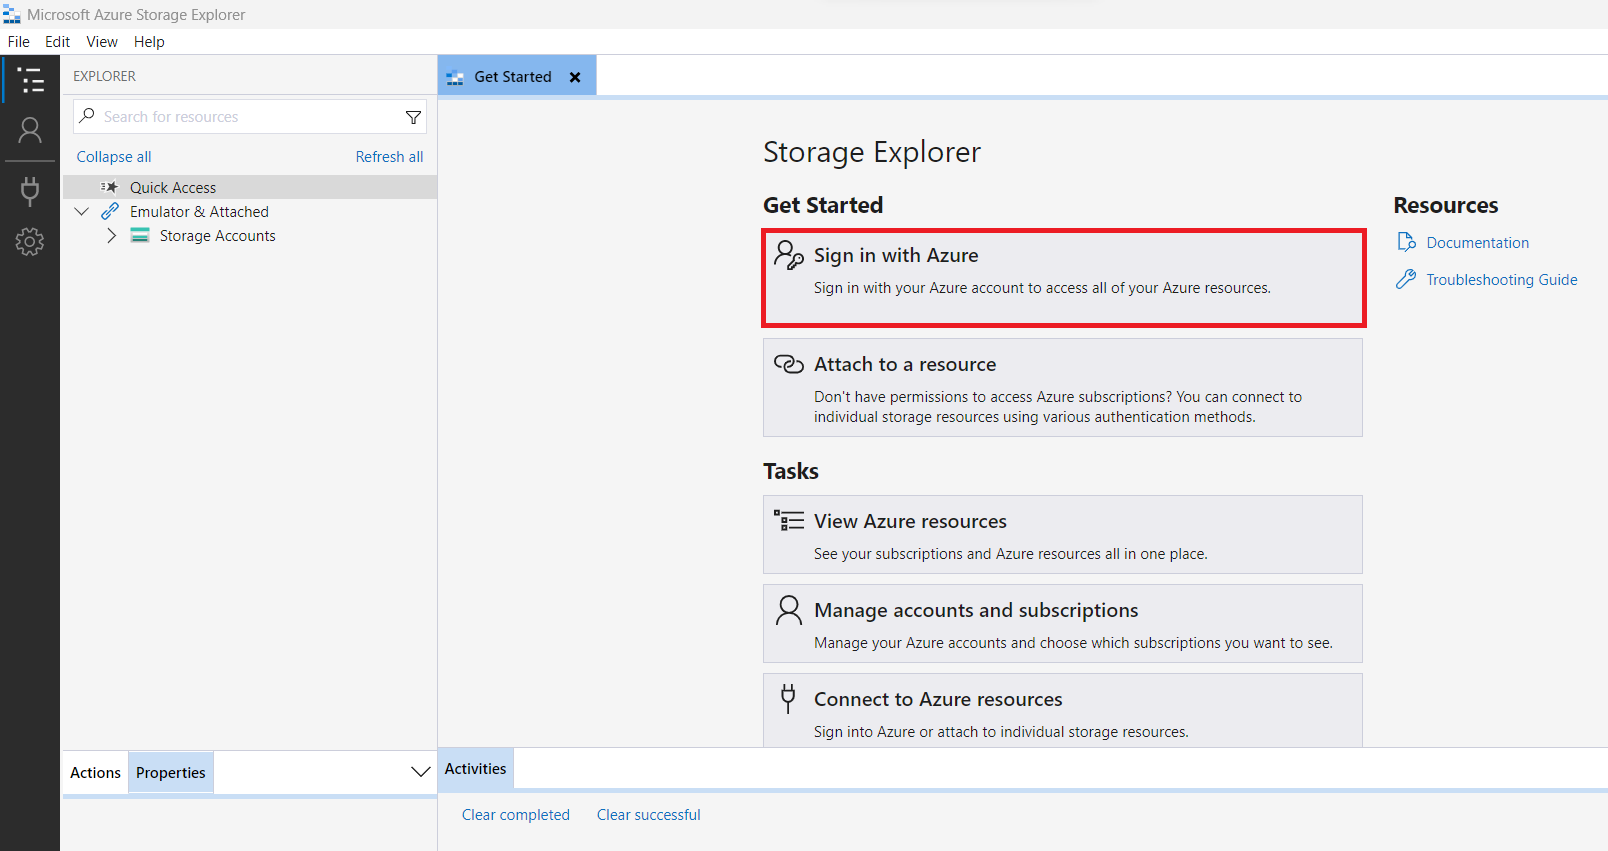 Microsoft Azure Storage Explorer
File Edit View Help
EXPLORER
Search for resources
Collapse all Refresh all
Quick Access
Emulator & Attached
Storage Accounts
Actions Properties
Get Started
Storage Explorer
Get Started
Sign in with Azure
Sign in with your Azure account to access all of your Azure resources.
Attach to a resource
Don't have permissions to access Azure subscriptions? You can connect to
individual storage resources using various authentication methods.
Tasks
View Azure resources
See your subscriptions and Azure resources all in one place.
Manage accounts and subscriptions
Manage your Azure accounts and choose which subscriptions you want to see.
Connect to Azure resources
Sign into Azure or attach to individual storage resources.
Resources
Documentation
Troubleshooting Guide
Activities
Clear completed Clear successful